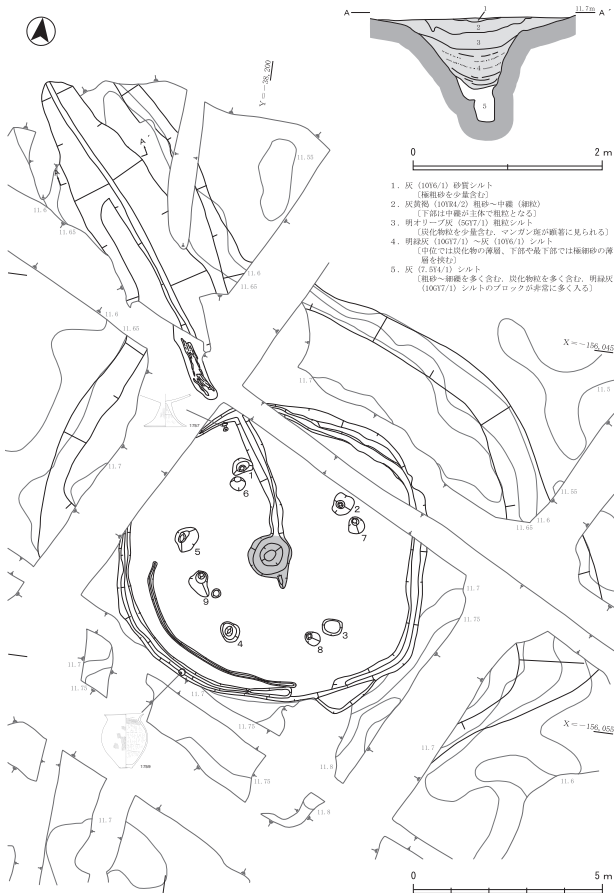 A
A'
11.7m
1
2
3
4
5
0
2 m
1. 灰 (10Y6/1) 砂質シルト
〔極粗砂を少量含む〕
2. 灰黄褐 (10YR4/2) 粗砂～中礫 (細粒)
〔下部は中礫が主体で粗粒となる〕
3. 明オリーブ灰 (5GY7/1) 粗粒シルト
〔炭化物粒を少量含む、マンガン斑が顕著に見られる〕
4. 明緑灰 (10GY7/1) ～灰 (10Y6/1) シルト
〔中位では炭化物の薄層、下部や最下部では極細砂の薄
層を挟む〕
5. 灰 (7.5Y4/1) シルト
〔粗砂～細礫を多く含む、炭化物粒を多く含む、明緑灰
(10GY7/1) シルトのブロックが非常に多く入る〕
Y=-38,200
11.55
A'
A
11.6
11.65
11.6
11.65
11.6
11.65
X=-156,045
11.5
11.7
1757
11.7
11.55
11.6
11.65
1
6
2
7
5
9
4
8
3
11.7
11.75
11.7
11.75
11.7
11.75
X=-156,055
11.7
11.6
1759
11.75
11.8
11.8
11.7
0
5 m